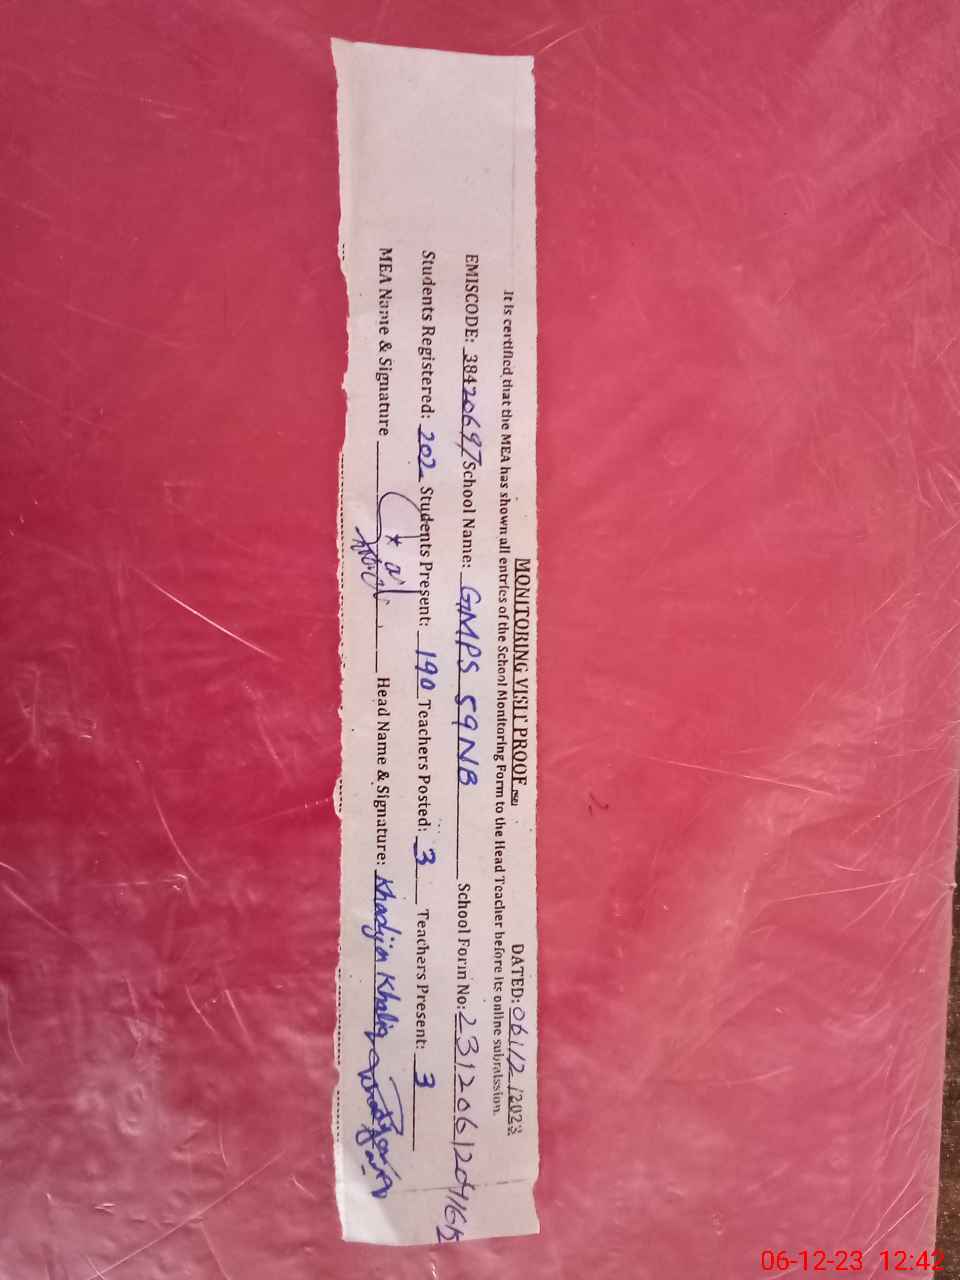 MONITORING VISIT PROOF DATED: 06/12/2023
It is certified that the MEA has shown all entries of the School Monitoring Form to the Head Teacher before its online submission.
EMISCODE: 38420697 School Name: GMPS 59NB School Form No: 231206120416
Students Registered: 202 Students Present: 190 Teachers Posted: 3 Teachers Present: 3
MEA Name & Signature Head Name & Signature: Khadija Khaliq
06-12-23 12:42